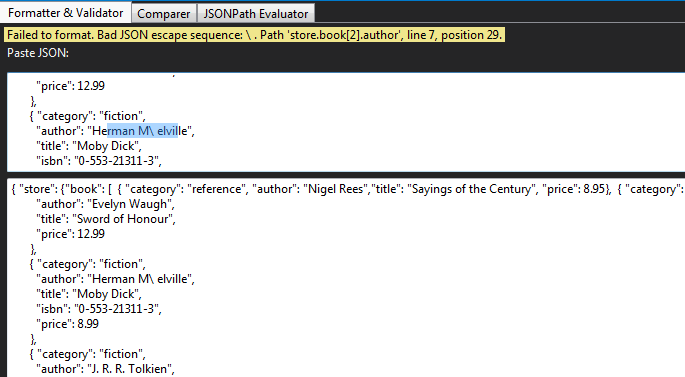 Formatter & Validator Comparer JSONPath Evaluator
Failed to format. Bad JSON escape sequence: \ . Path 'store.book[2].author', line 7, position 29.
Paste JSON:
"price": 12.99
},
{ "category": "fiction",
"author": "Herman M\ elville",
"title": "Moby Dick",
"isbn": "0-553-21311-3",
{ "store": {"book": [ { "category": "reference", "author": "Nigel Rees","title": "Sayings of the Century", "price": 8.95}, { "category":
"author": "Evelyn Waugh",
"title": "Sword of Honour",
"price": 12.99
},
{ "category": "fiction",
"author": "Herman M\ elville",
"title": "Moby Dick",
"isbn": "0-553-21311-3",
"price": 8.99
},
{ "category": "fiction",
"author": "J. R. R. Tolkien",